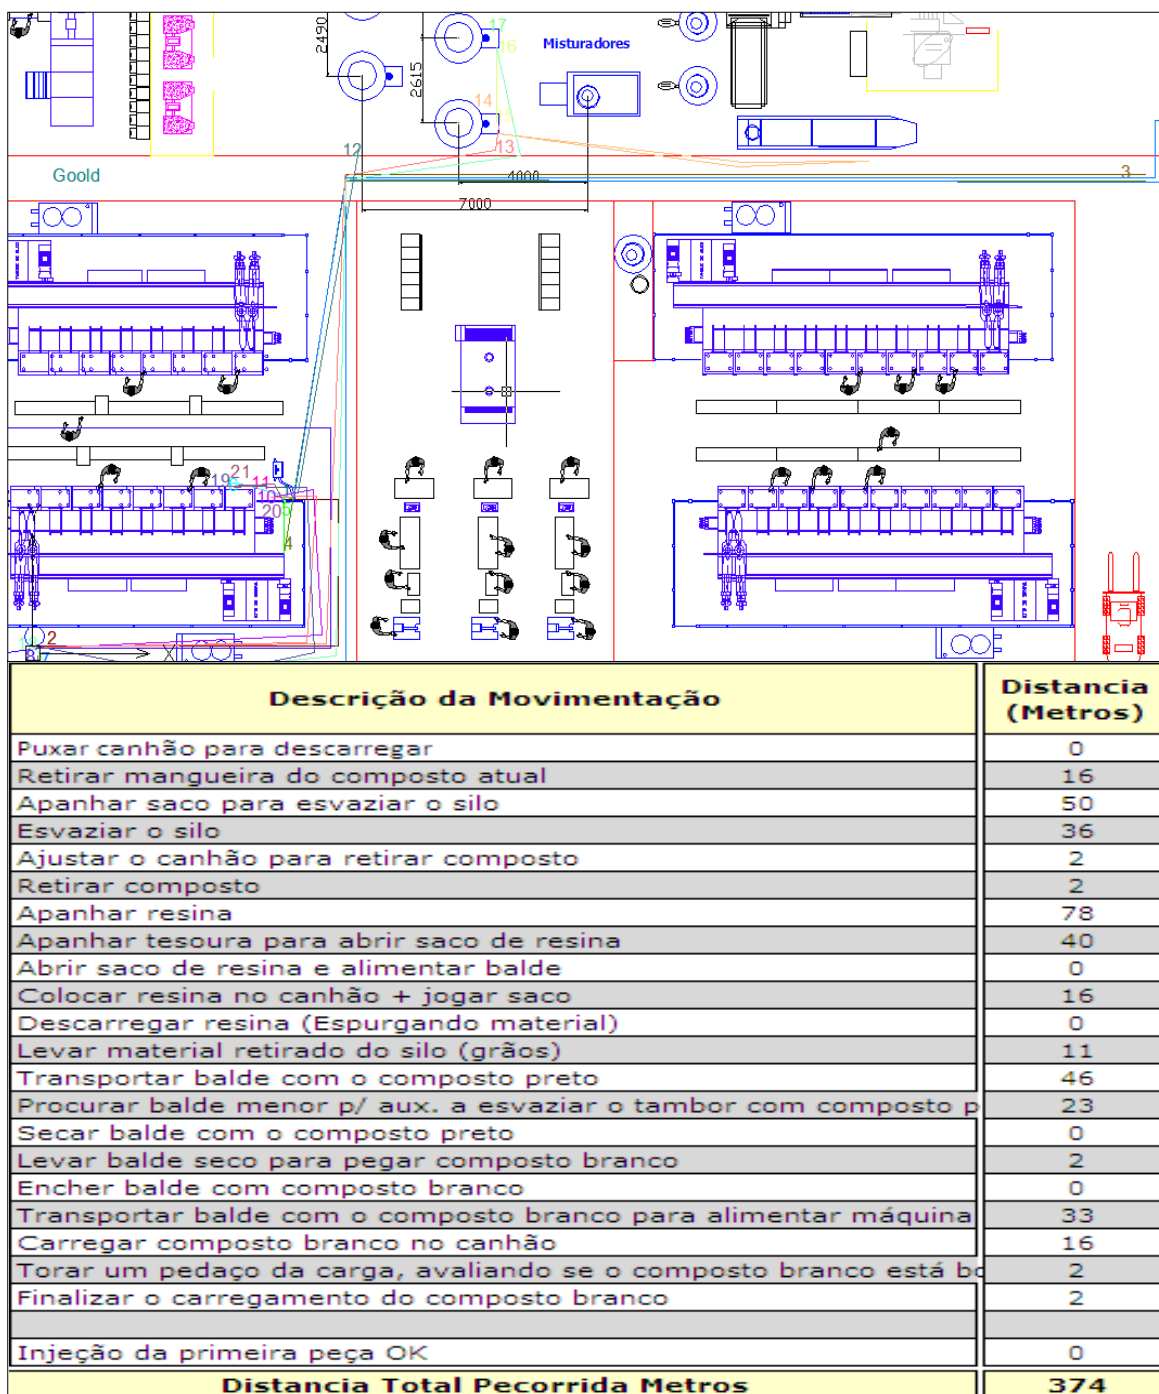 17
16
2490
Misturadores
2615
14
15
12
13
Goold
4000
3
7000
19
21
11
10
20
5
4
2
8
7
X
Descrição da Movimentação
Distancia (Metros)
Puxar canhão para descarregar 0
Retirar mangueira do composto atual 16
Apanhar saco para esvaziar o silo 50
Esvaziar o silo 36
Ajustar o canhão para retirar composto 2
Retirar composto 2
Apanhar resina 78
Apanhar tesoura para abrir saco de resina 40
Abrir saco de resina e alimentar balde 0
Colocar resina no canhão + jogar saco 16
Descarregar resina (Espurgando material) 0
Levar material retirado do silo (grãos) 11
Transportar balde com o composto preto 46
Procurar balde menor p/ aux. a esvaziar o tambor com composto p 23
Secar balde com o composto preto 0
Levar balde seco para pegar composto branco 2
Encher balde com composto branco 0
Transportar balde com o composto branco para alimentar máquina 33
Carregar composto branco no canhão 16
Torar um pedaço da carga, avaliando se o composto branco está bo 2
Finalizar o carregamento do composto branco 2
Injeção da primeira peça OK 0
Distancia Total Pecorrida Metros 374